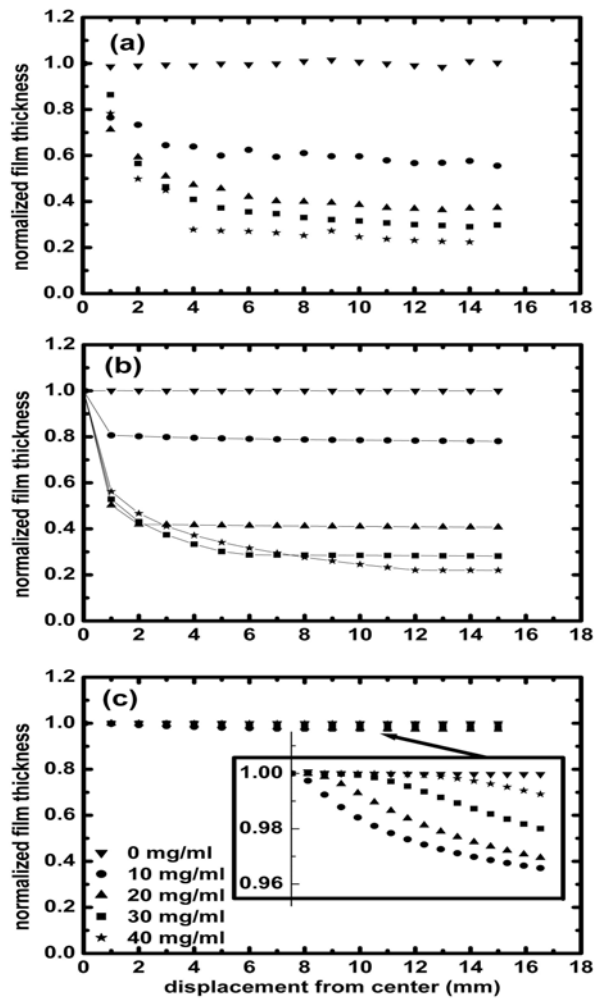 1.2
(a)
1.0
0.8
0.6
0.4
0.2
0.0
normalized film thickness
0 2 4 6 8 10 12 14 16 18
1.2
(b)
1.0
0.8
0.6
0.4
0.2
0.0
normalized film thickness
0 2 4 6 8 10 12 14 16 18
1.2
(c)
1.0
0.8
0.6
0.4
0.2
0.0
normalized film thickness
1.00
0.98
0.96
0 mg/ml
10 mg/ml
20 mg/ml
30 mg/ml
40 mg/ml
0 2 4 6 8 10 12 14 16 18
displacement from center (mm)